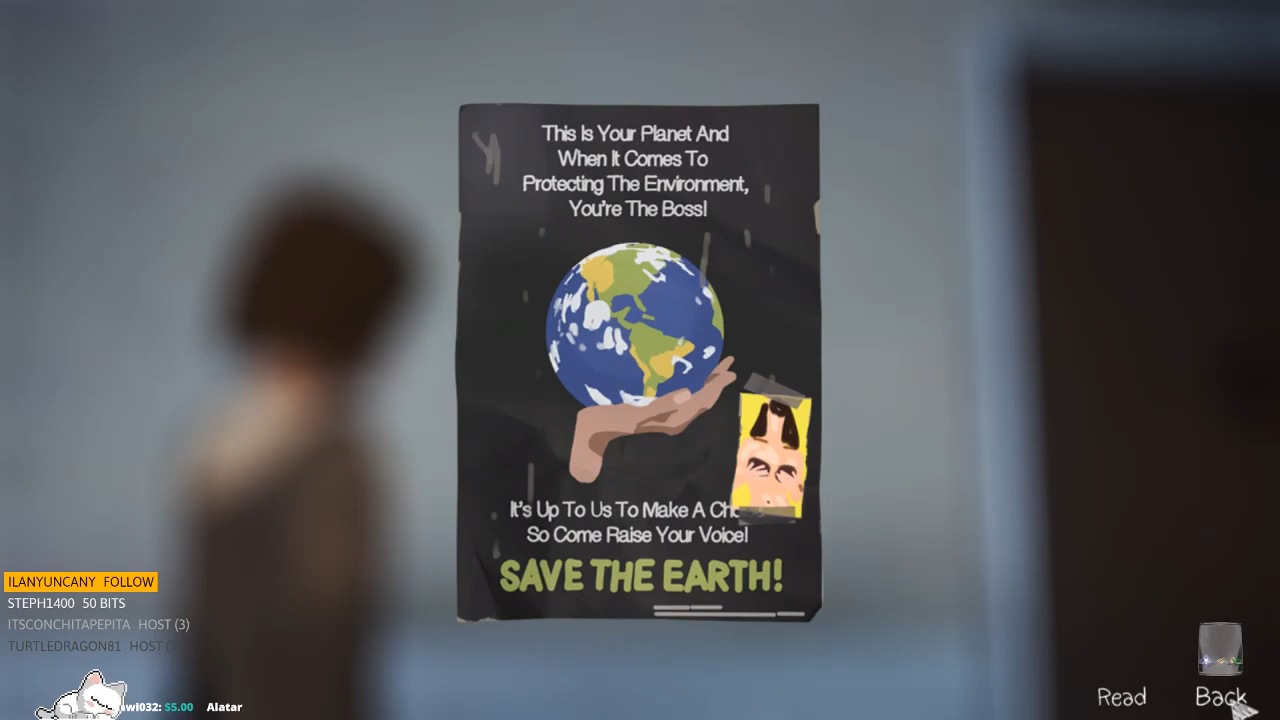 This Is Your Planet And
When It Comes To
Protecting The Environment,
You're The Boss!
It's Up To Us To Make A
So Come Raise Your Voice!
SAVE THE EARTH!
ILANYUNCANY FOLLOW
STEPH1400 50 BITS
ITSCONCHITAPEPITA HOST (3)
TURTLEDRAGON81 HOST
$5.00 Alatar
Read Back